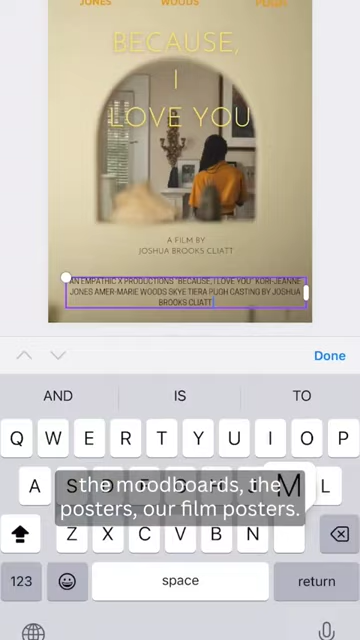 JONES WOODS PUGH
BECAUSE,
I
LOVE YOU
A FILM BY
JOSHUA BROOKS CLIATT
AN EMPATHIC X PRODUCTIONS "BECAUSE, I LOVE YOU" KORI-JEANNE
JONES AMER-MARIE WOODS SKYE TIERA PUGH CASTING BY JOSHUA
BROOKS CLIATT
Done
AND IS TO
Q W E R T Y U I O P
A S M L
the moodboards, the
posters, our film posters.
Z X C V B N
123 space return